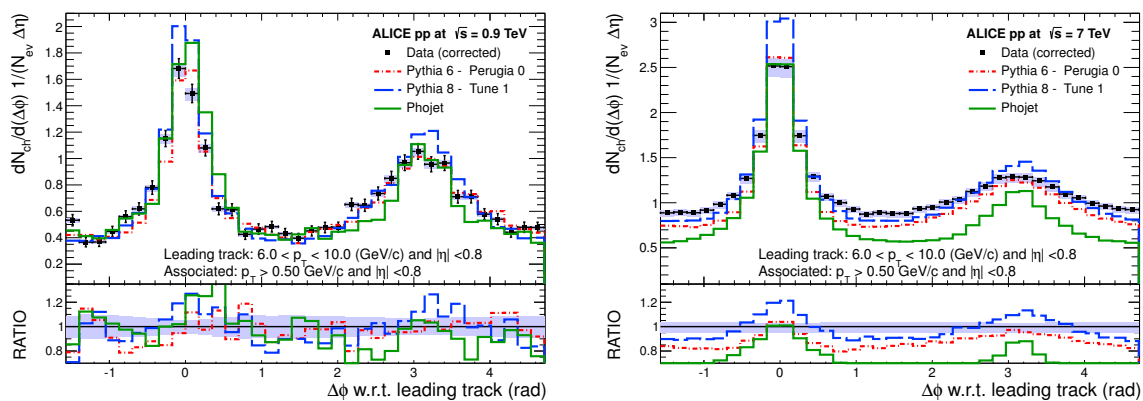 ALICE pp at √s = 0.9 TeV
Data (corrected)
Pythia 6 - Perugia 0
Pythia 8 - Tune 1
Phojet
dN_ch/d(Δϕ) 1/(N_ev Δη)
2
1.8
1.6
1.4
1.2
1
0.8
0.6
0.4
Leading track: 6.0 < p_T < 10.0 (GeV/c) and |η| <0.8
Associated: p_T > 0.50 GeV/c and |η| <0.8
RATIO
1.2
1
0.8
-1 0 1 2 3 4
Δϕ w.r.t. leading track (rad)
ALICE pp at √s = 7 TeV
Data (corrected)
Pythia 6 - Perugia 0
Pythia 8 - Tune 1
Phojet
dN_ch/d(Δϕ) 1/(N_ev Δη)
3
2.5
2
1.5
1
0.5
Leading track: 6.0 < p_T < 10.0 (GeV/c) and |η| <0.8
Associated: p_T > 0.50 GeV/c and |η| <0.8
RATIO
1.2
1
0.8
-1 0 1 2 3 4
Δϕ w.r.t. leading track (rad)